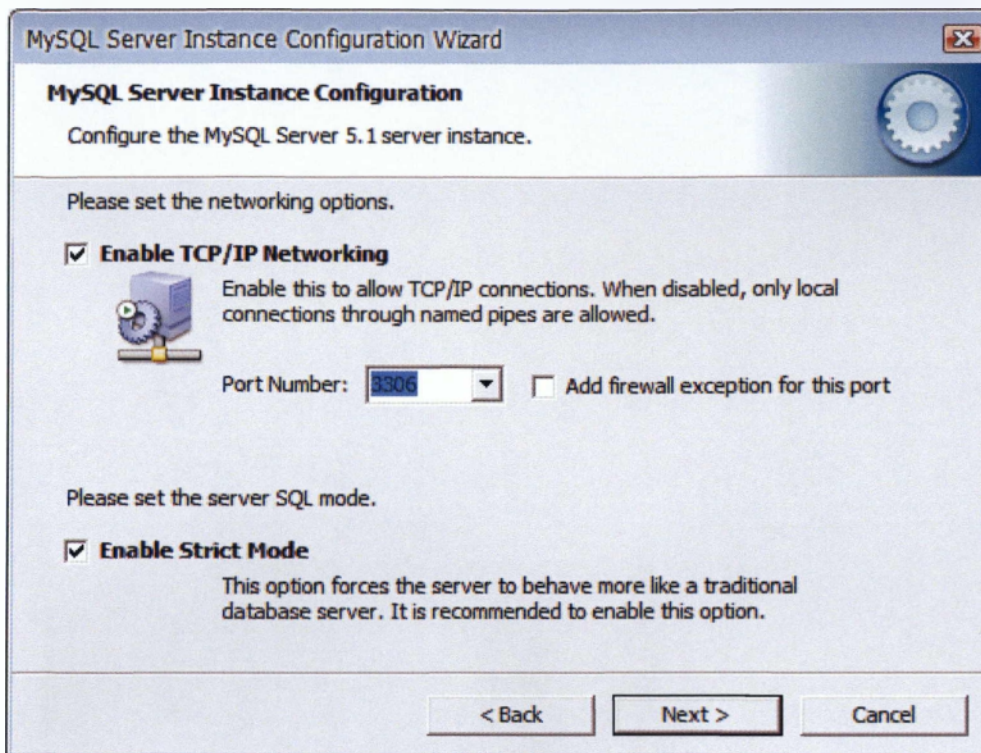 MySQL Server Instance Configuration Wizard
MySQL Server Instance Configuration
Configure the MySQL Server 5.1 server instance.
Please set the networking options.
Enable TCP/IP Networking
Enable this to allow TCP/IP connections. When disabled, only local
connections through named pipes are allowed.
Port Number: 3306 Add firewall exception for this port
Please set the server SQL mode.
Enable Strict Mode
This option forces the server to behave more like a traditional
database server. It is recommended to enable this option.
< Back Next > Cancel